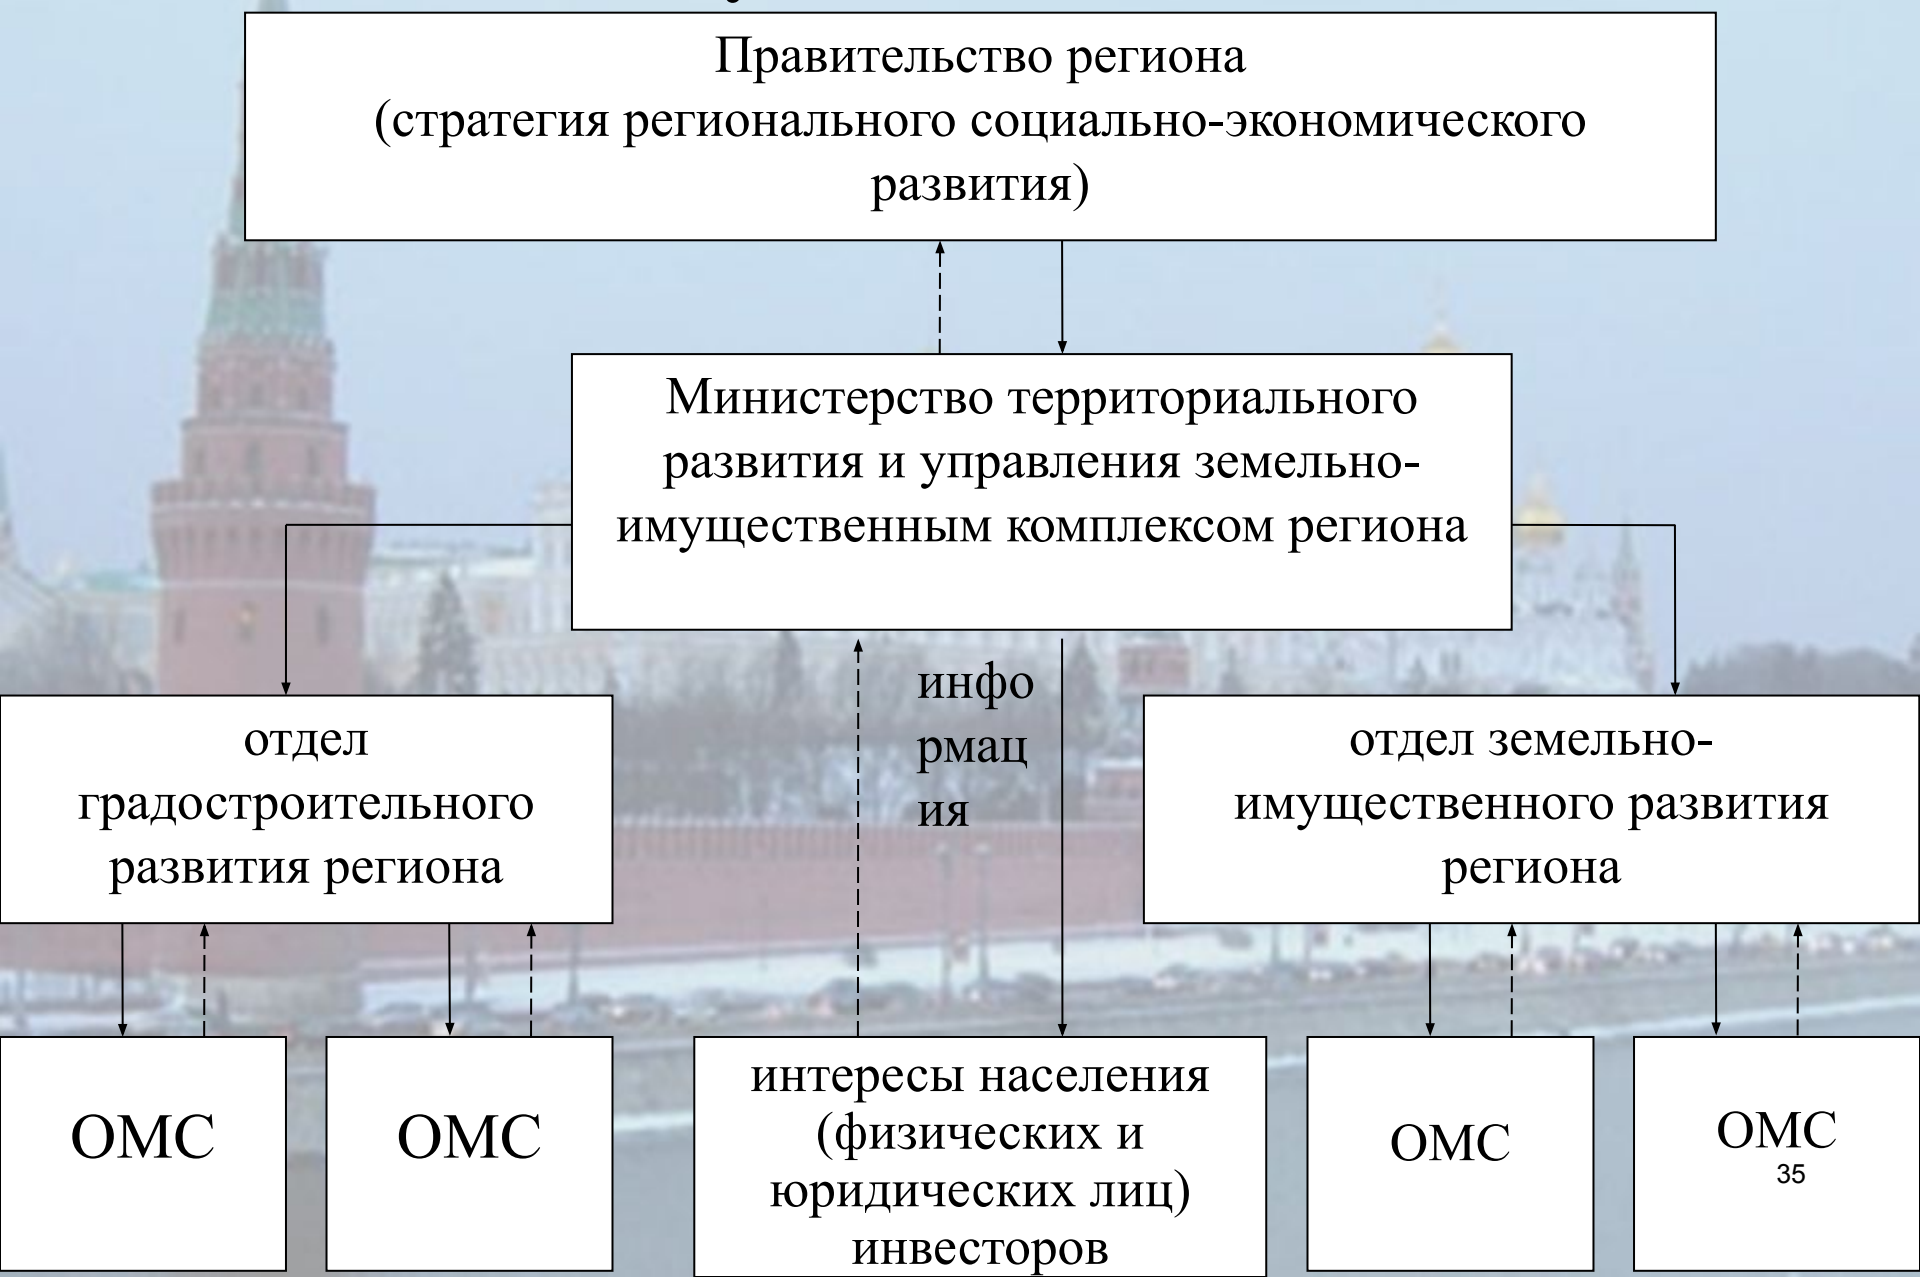 Правительство региона
(стратегия регионального социально-экономического
развития)
Министерство территориального
развития и управления земельно-
имущественным комплексом региона
инфо
рмац
ия
отдел
градостроительного
развития региона
отдел земельно-
имущественного развития
региона
ОМС
ОМС
интересы населения
(физических и
юридических лиц)
инвесторов
ОМС
ОМС
35